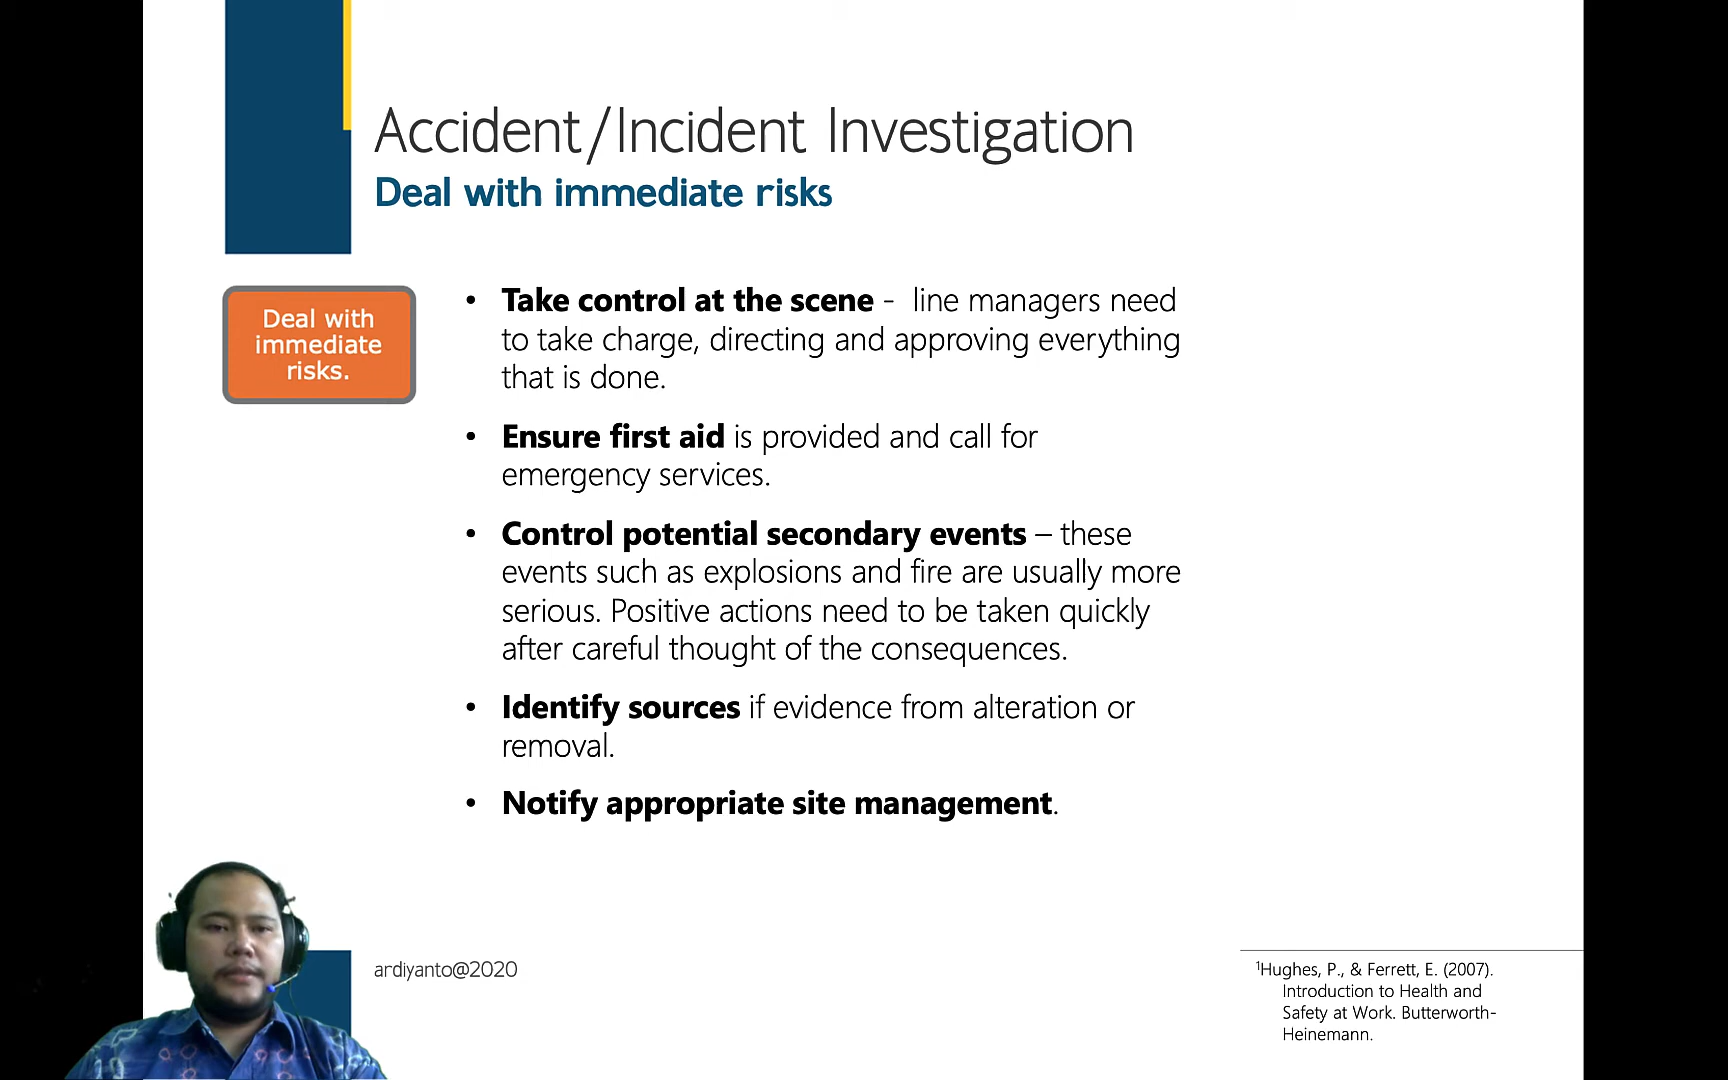 Accident/Incident Investigation
Deal with immediate risks
Deal with
immediate
risks.
• Take control at the scene - line managers need
to take charge, directing and approving everything
that is done.
• Ensure first aid is provided and call for
emergency services.
• Control potential secondary events – these
events such as explosions and fire are usually more
serious. Positive actions need to be taken quickly
after careful thought of the consequences.
• Identify sources if evidence from alteration or
removal.
• Notify appropriate site management.
ardiyanto@2020
¹Hughes, P., & Ferrett, E. (2007).
Introduction to Health and
Safety at Work. Butterworth-
Heinemann.